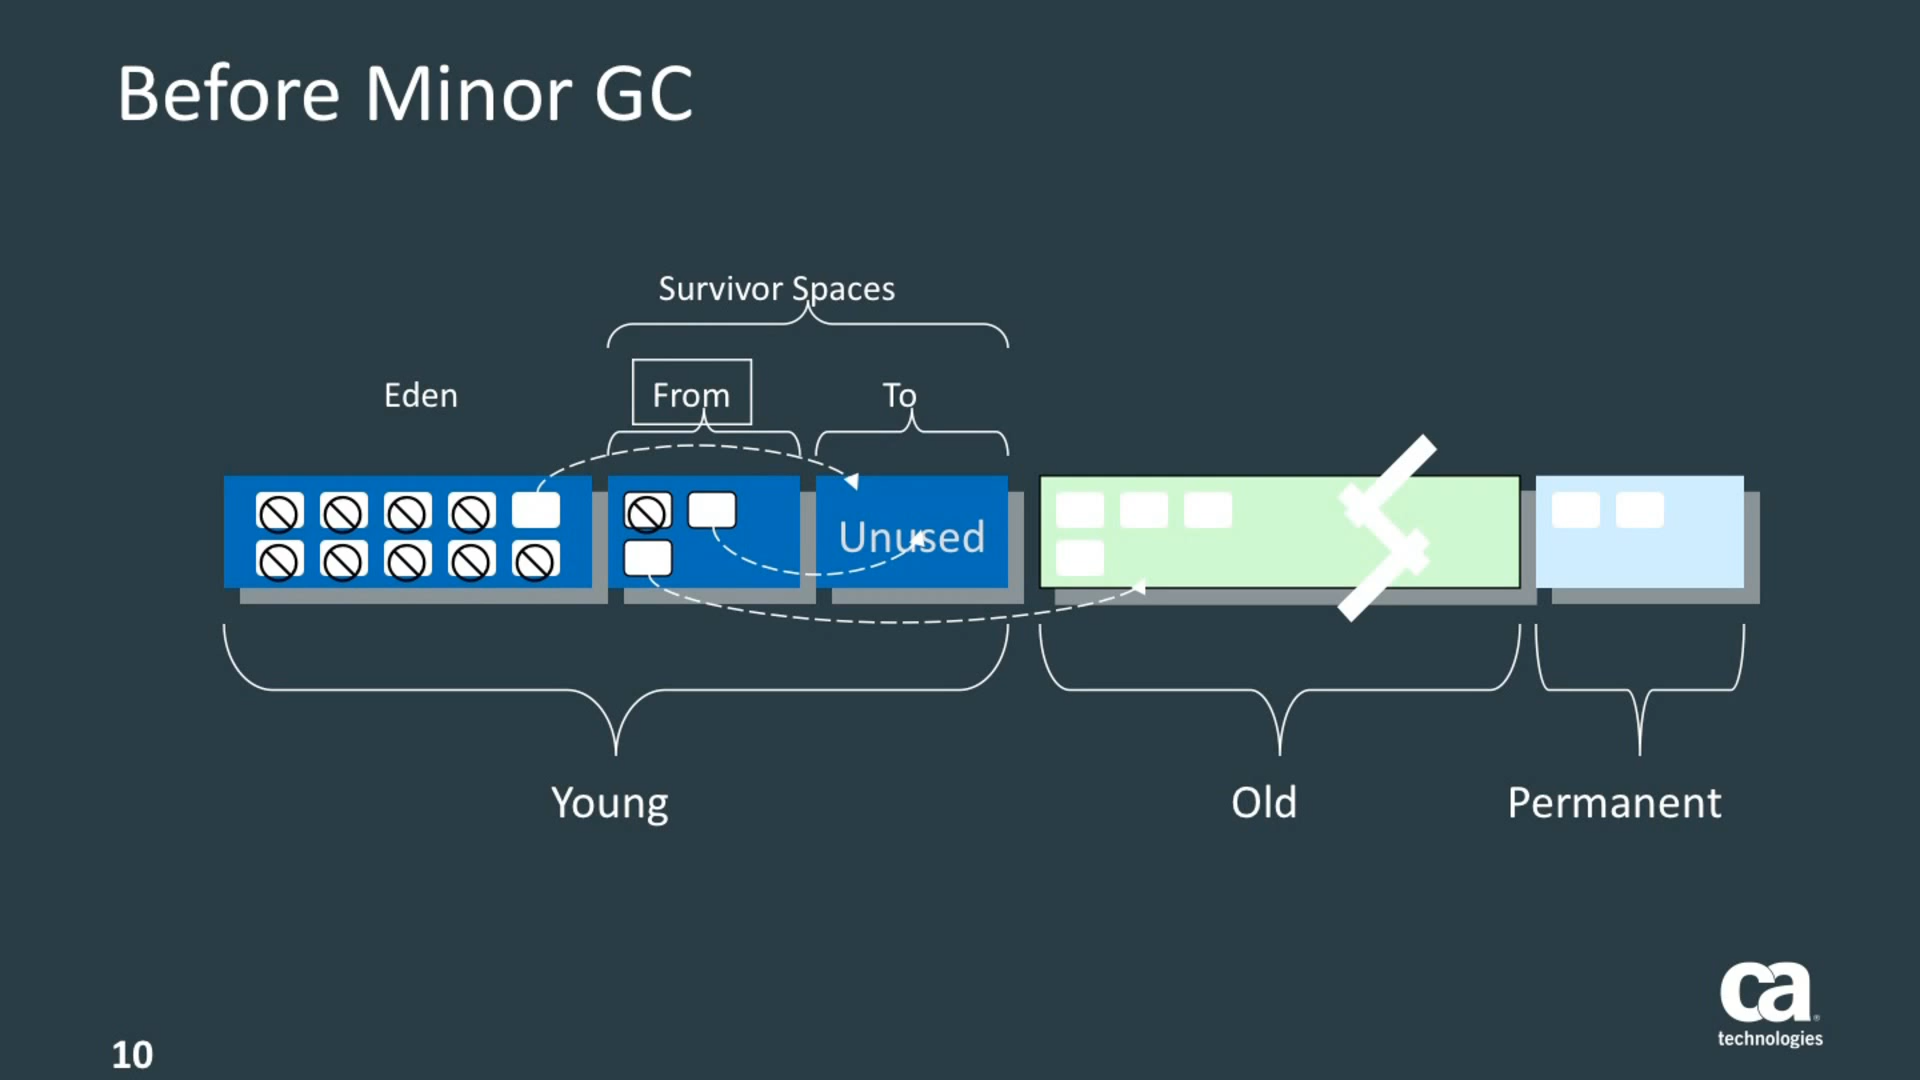 Before Minor GC
Survivor Spaces
Eden
From
To
Unused
Young
Old
Permanent
ca
technologies
10